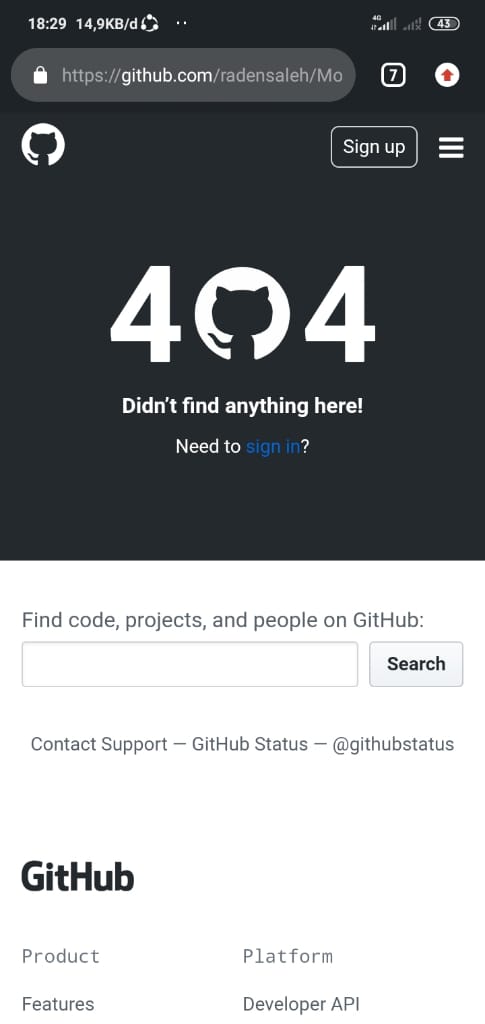 18:29 14,9KB/d
4G
43
https://github.com/radensaleh/Mo
7
Sign up
404
Didn’t find anything here!
Need to sign in?
Find code, projects, and people on GitHub:
Search
Contact Support — GitHub Status — @githubstatus
GitHub
Product Platform
Features Developer API